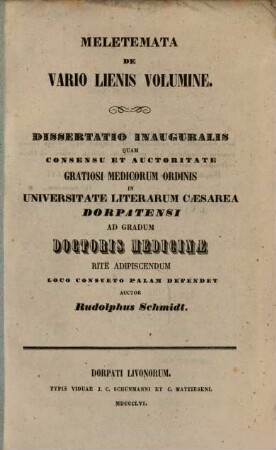 MELETEMATA
DE
VARIO LIENIS VOLUMINE.
DISSERTATIO INAUGURALIS
QUAM
CONSENSU ET AUCTORITATE
GRATIOSI MEDICORUM ORDINIS
IN
UNIVERSITATE LITERARUM CÆSAREA
DORPATENSI
AD GRADUM
DOCTORIS MEDICINÆ
RITE ADIPISCENDUM
LOCO CONSUETO PALAM DEFENDET
AUCTOR
Rudolphus Schmidt.
DORPATI LIVONORUM.
TYPIS VIDUAE J. C. SCHÜNMANNI ET C. MATTIESENI.
MDCCCLVI.